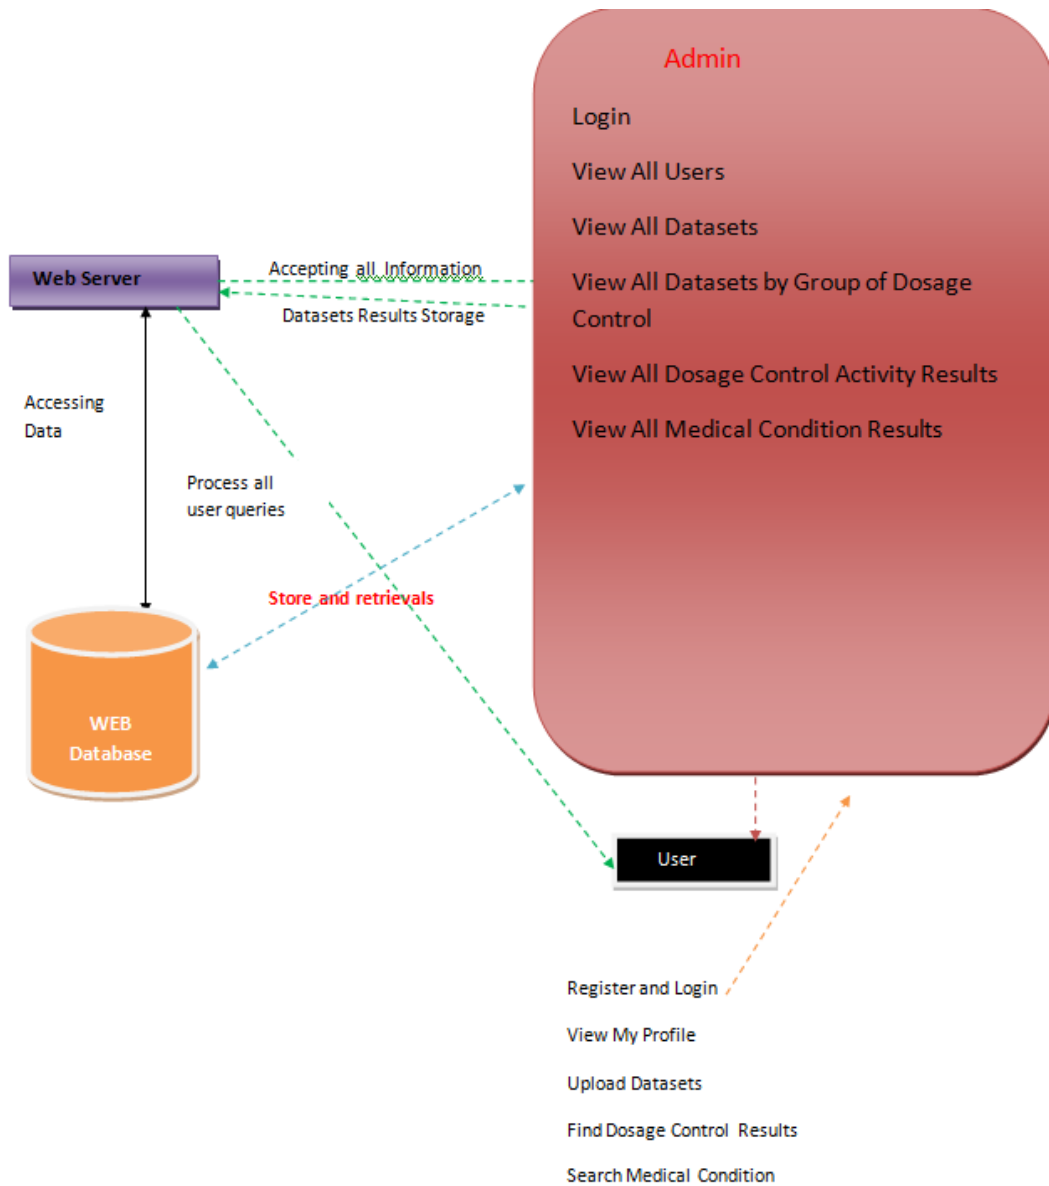 Admin
Login
View All Users
View All Datasets
View All Datasets by Group of Dosage
Control
View All Dosage Control Activity Results
View All Medical Condition Results
Web Server
Accepting all Information
Datasets Results Storage
Accessing
Data
Process all
user queries
Store and retrievals
WEB
Database
User
Register and Login
View My Profile
Upload Datasets
Find Dosage Control Results
Search Medical Condition